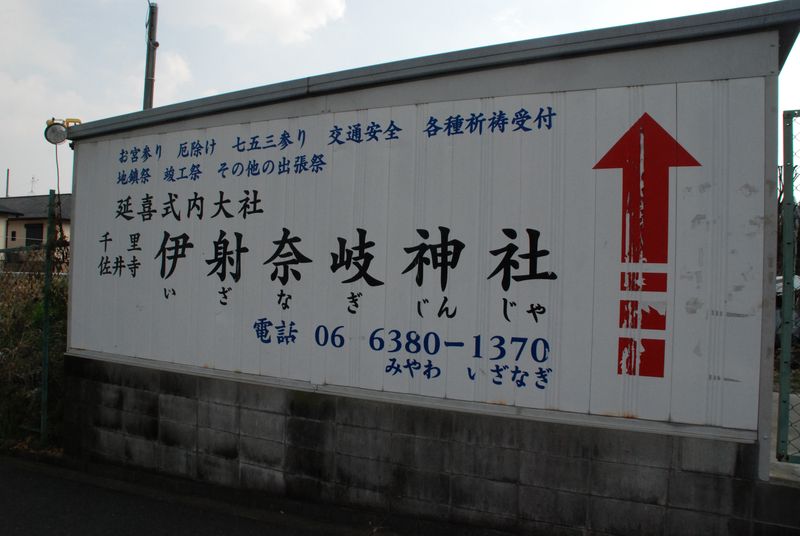 お宮参り 厄除け 七五三参り 交通安全 各種祈祷受付
地鎮祭 竣工祭 その他の出張祭
延喜式内大社
千里
佐井寺
伊射奈岐神社
いざなぎじんじゃ
電話 06 6380-1370
みやわ いざなぎ